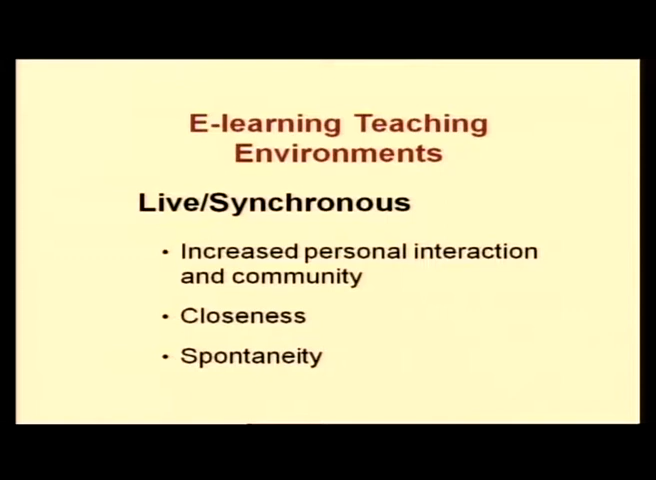 E-learning Teaching
Environments
Live/Synchronous
• Increased personal interaction
and community
• Closeness
• Spontaneity